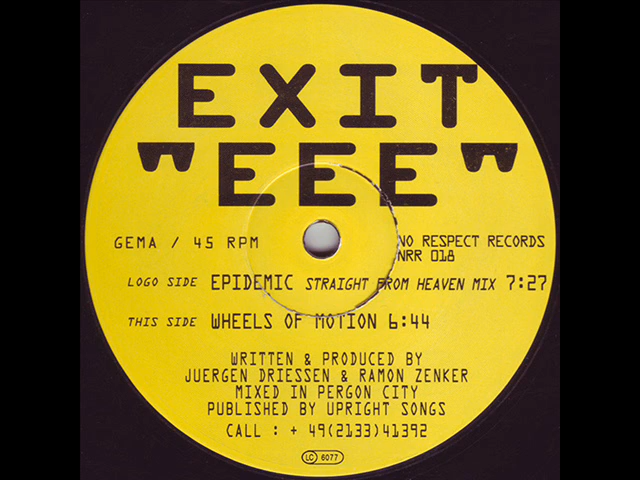 EXIT
"EEE"
GEMA / 45 RPM
NO RESPECT RECORDS
NRR 018
LOGO SIDE EPIDEMIC STRAIGHT FROM HEAVEN MIX 7:27
THIS SIDE WHEELS OF MOTION 6:44
WRITTEN & PRODUCED BY
JUERGEN DRIESSEN & RAMON ZENKER
MIXED IN PERGON CITY
PUBLISHED BY UPRIGHT SONGS
CALL : + 49(2133)41392
LC 6077